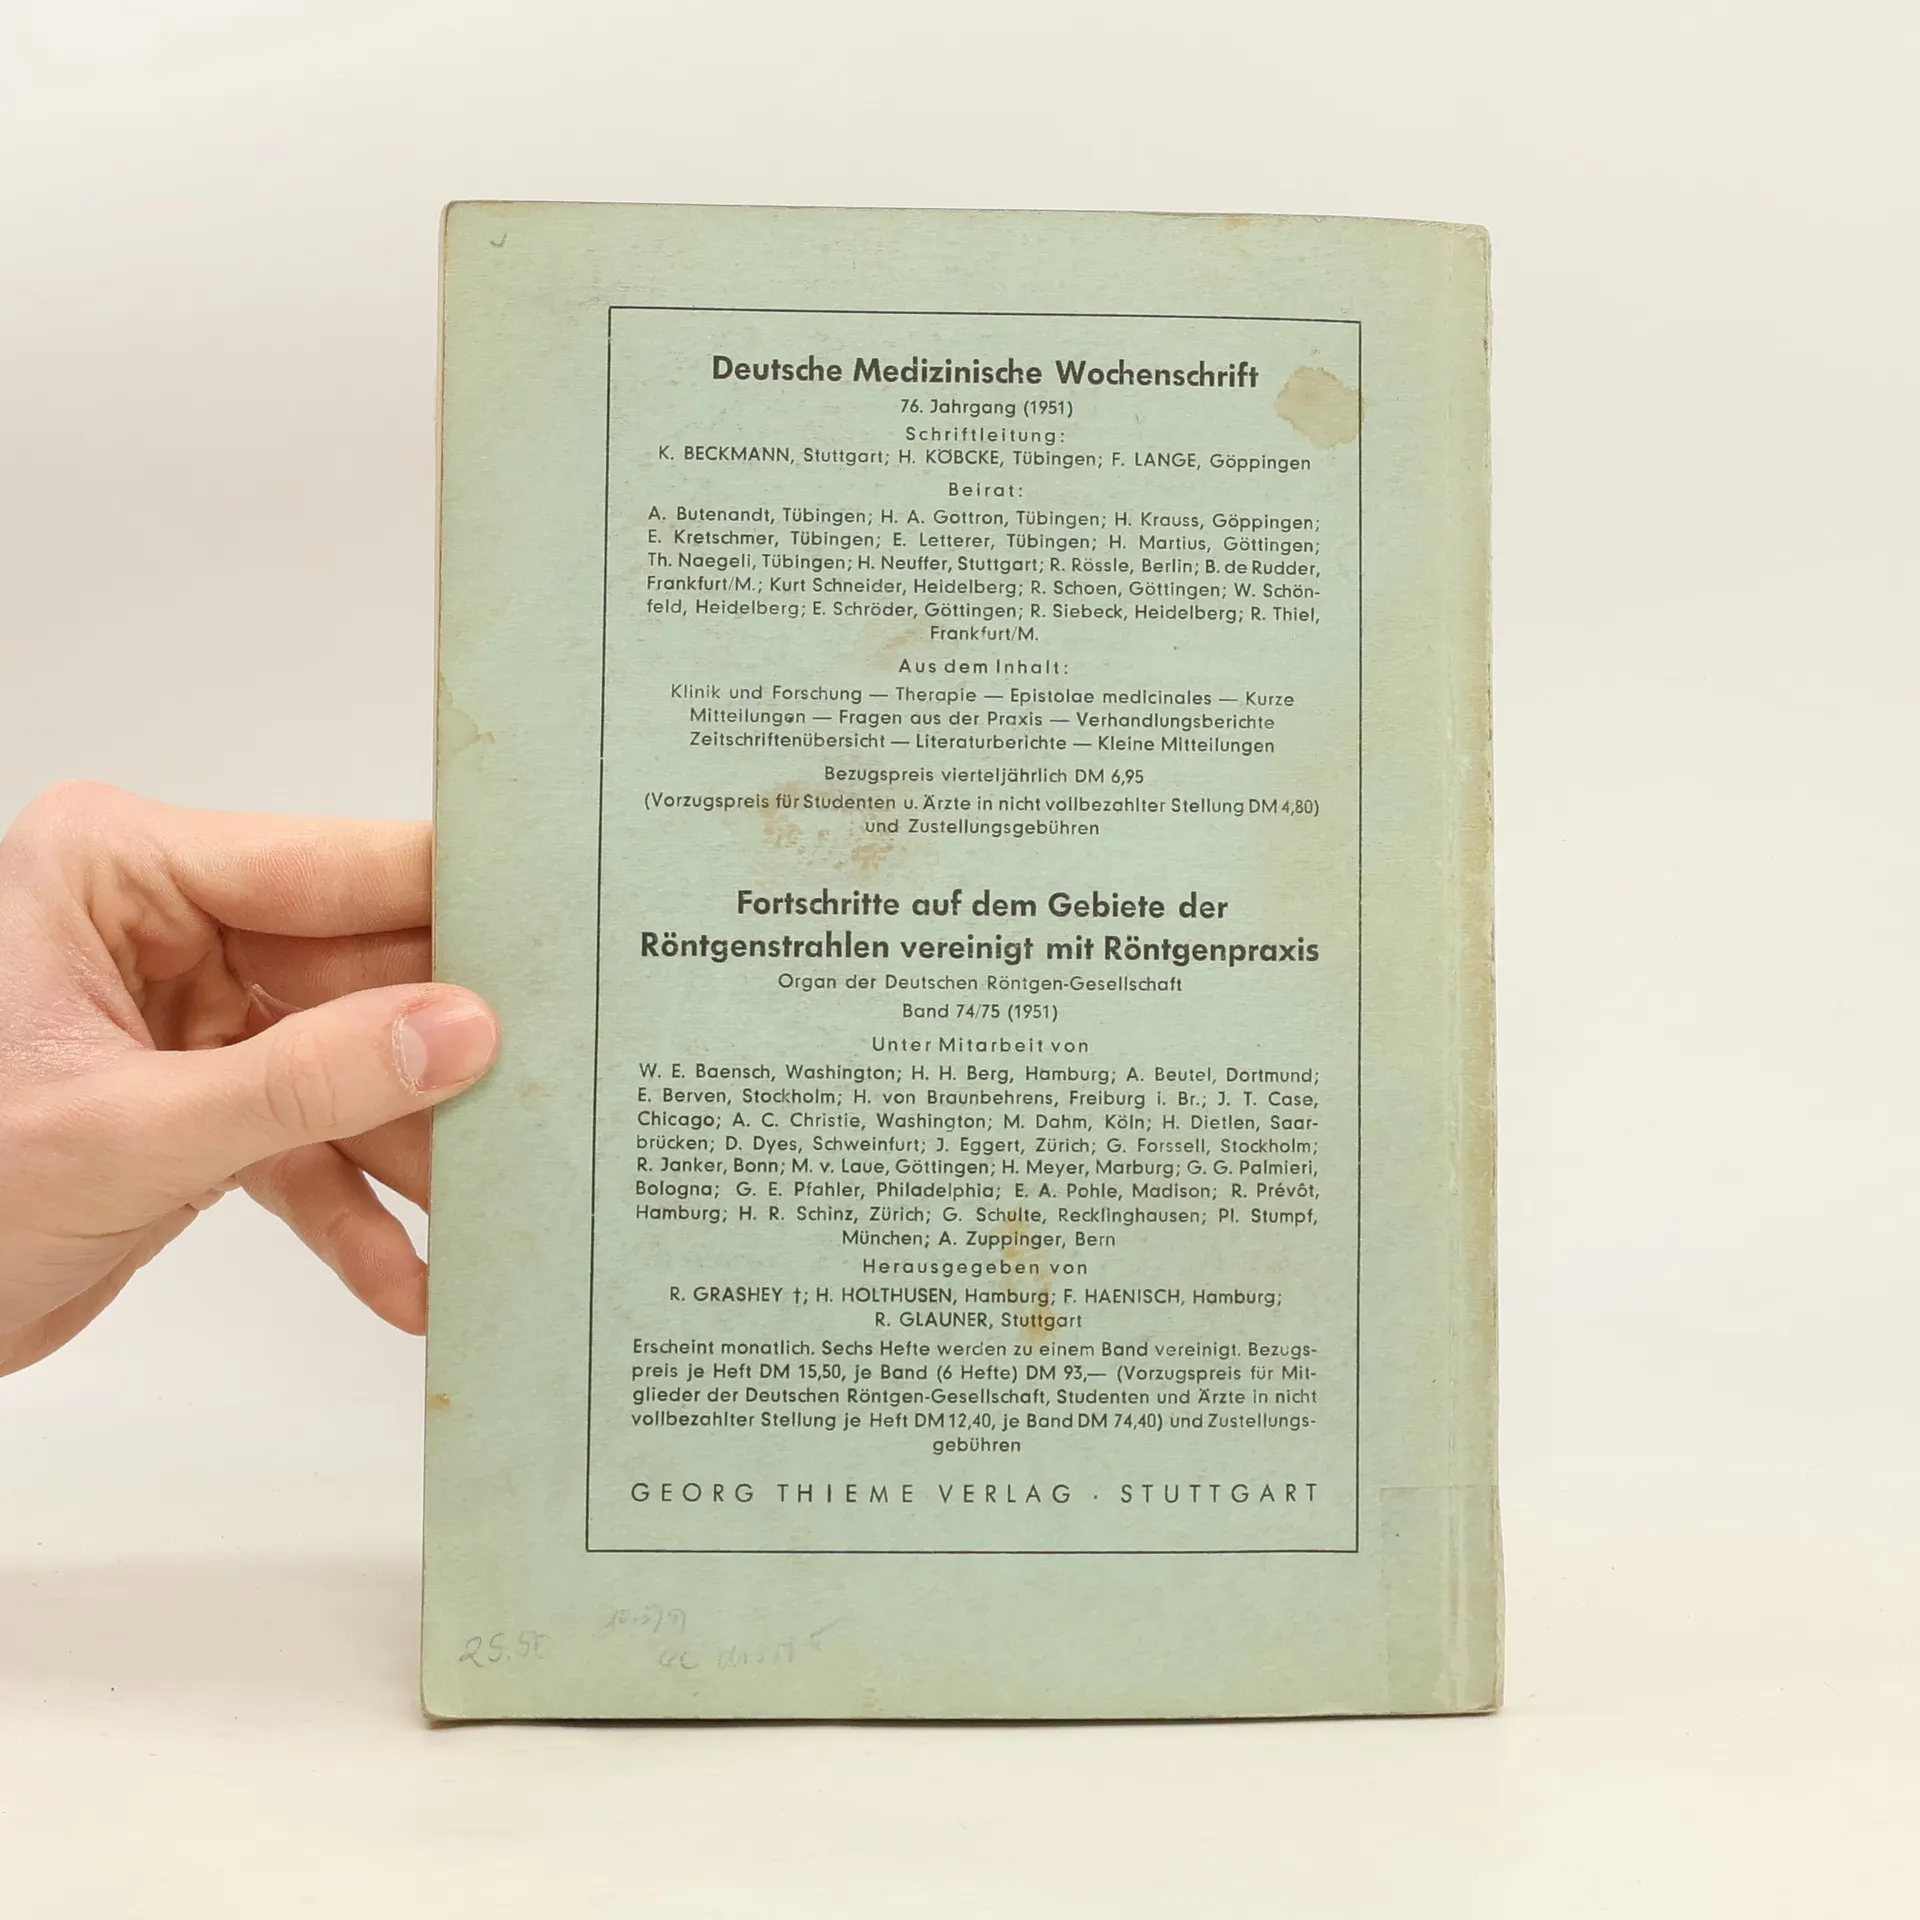 Deutsche Medizinische Wochenschrift
76. Jahrgang (1951)
Schriftleitung:
K. BECKMANN, Stuttgart; H. KÖBCKE, Tübingen; F. LANGE, Göppingen
Beirat:
A. Butenandt, Tübingen; H. A. Gottron, Tübingen; H. Krauss, Göppingen;
E. Kretschmer, Tübingen; E. Letterer, Tübingen; H. Martius, Göttingen;
Th. Naegeli, Tübingen; H. Neuffer, Stuttgart; R. Rössle, Berlin; B. de Rudder,
Frankfurt/M.; Kurt Schneider, Heidelberg; R. Schoen, Göttingen; W. Schön-
feld, Heidelberg; E. Schröder, Göttingen; R. Siebeck, Heidelberg; R. Thiel,
Frankfurt/M.
Aus dem Inhalt:
Klinik und Forschung — Therapie — Epistolae medicinales — Kurze
Mitteilungen — Fragen aus der Praxis — Verhandlungsberichte
Zeitschriftenübersicht — Literaturberichte — Kleine Mitteilungen
Bezugspreis vierteljährlich DM 6,95
(Vorzugspreis für Studenten u. Ärzte in nicht vollbezahlter Stellung DM 4,80)
und Zustellungsgebühren
Fortschritte auf dem Gebiete der
Röntgenstrahlen vereinigt mit Röntgenpraxis
Organ der Deutschen Röntgen-Gesellschaft
Band 74/75 (1951)
Unter Mitarbeit von
W. E. Baensch, Washington; H. H. Berg, Hamburg; A. Beutel, Dortmund;
E. Berven, Stockholm; H. von Braunbehrens, Freiburg i. Br.; J. T. Case,
Chicago; A. C. Christie, Washington; M. Dahm, Köln; H. Dietlen, Saar-
brücken; D. Dyes, Schweinfurt; J. Eggert, Zürich; G. Forssell, Stockholm;
R. Janker, Bonn; M. v. Laue, Göttingen; H. Meyer, Marburg; G. G. Palmieri,
Bologna; G. E. Pfahler, Philadelphia; E. A. Pohle, Madison; R. Prévôt,
Hamburg; H. R. Schinz, Zürich; G. Schulte, Recklinghausen; Pl. Stumpf,
München; A. Zuppinger, Bern
Herausgegeben von
R. GRASHEY †; H. HOLTHUSEN, Hamburg; F. HAENISCH, Hamburg;
R. GLAUNER, Stuttgart
Erscheint monatlich. Sechs Hefte werden zu einem Band vereinigt. Bezugs-
preis je Heft DM 15,50, je Band (6 Hefte) DM 93,— (Vorzugspreis für Mit-
glieder der Deutschen Röntgen-Gesellschaft, Studenten und Ärzte in nicht
vollbezahlter Stellung je Heft DM 12,40, je Band DM 74,40) und Zustellungs-
gebühren
GEORG THIEME VERLAG · STUTTGART
25.50